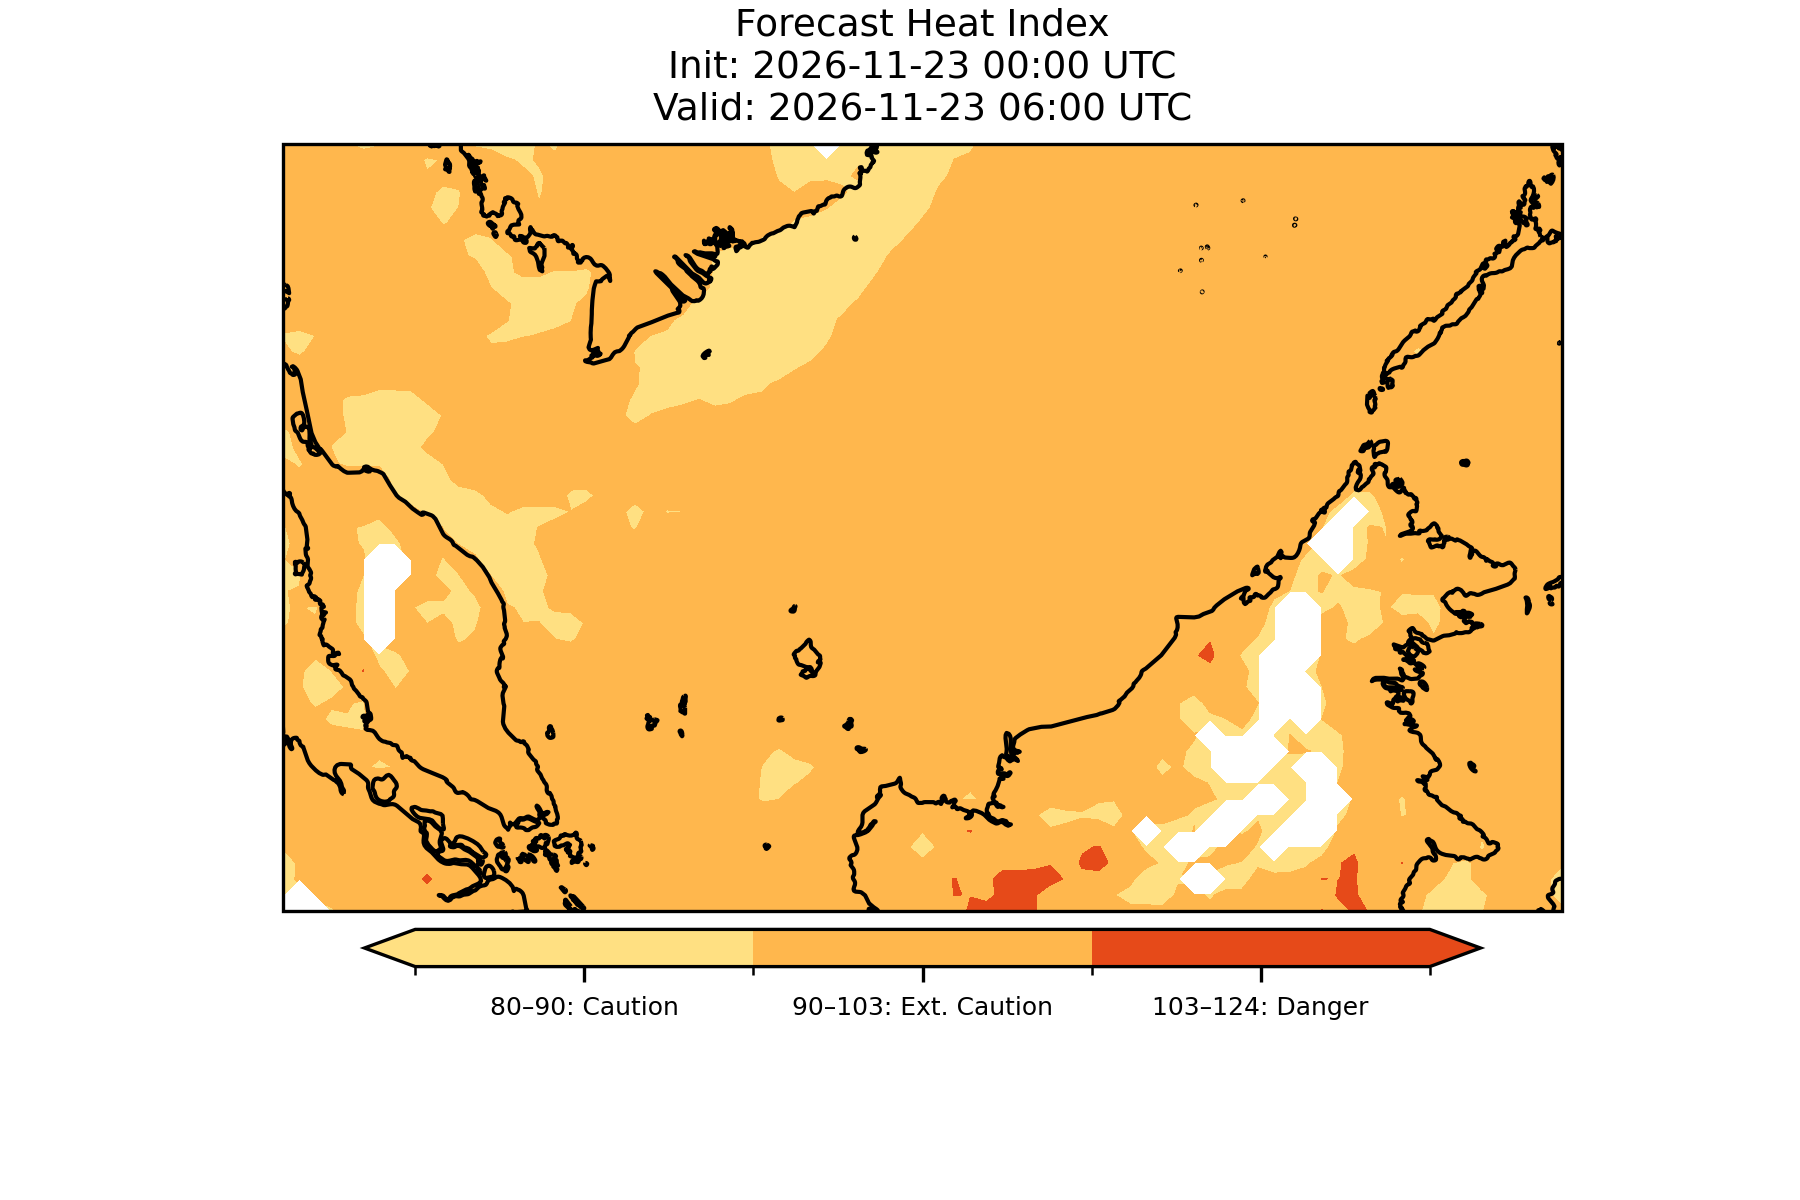 Forecast Heat Index
Init: 2026-11-23 00:00 UTC
Valid: 2026-11-23 06:00 UTC
80–90: Caution
90–103: Ext. Caution
103–124: Danger